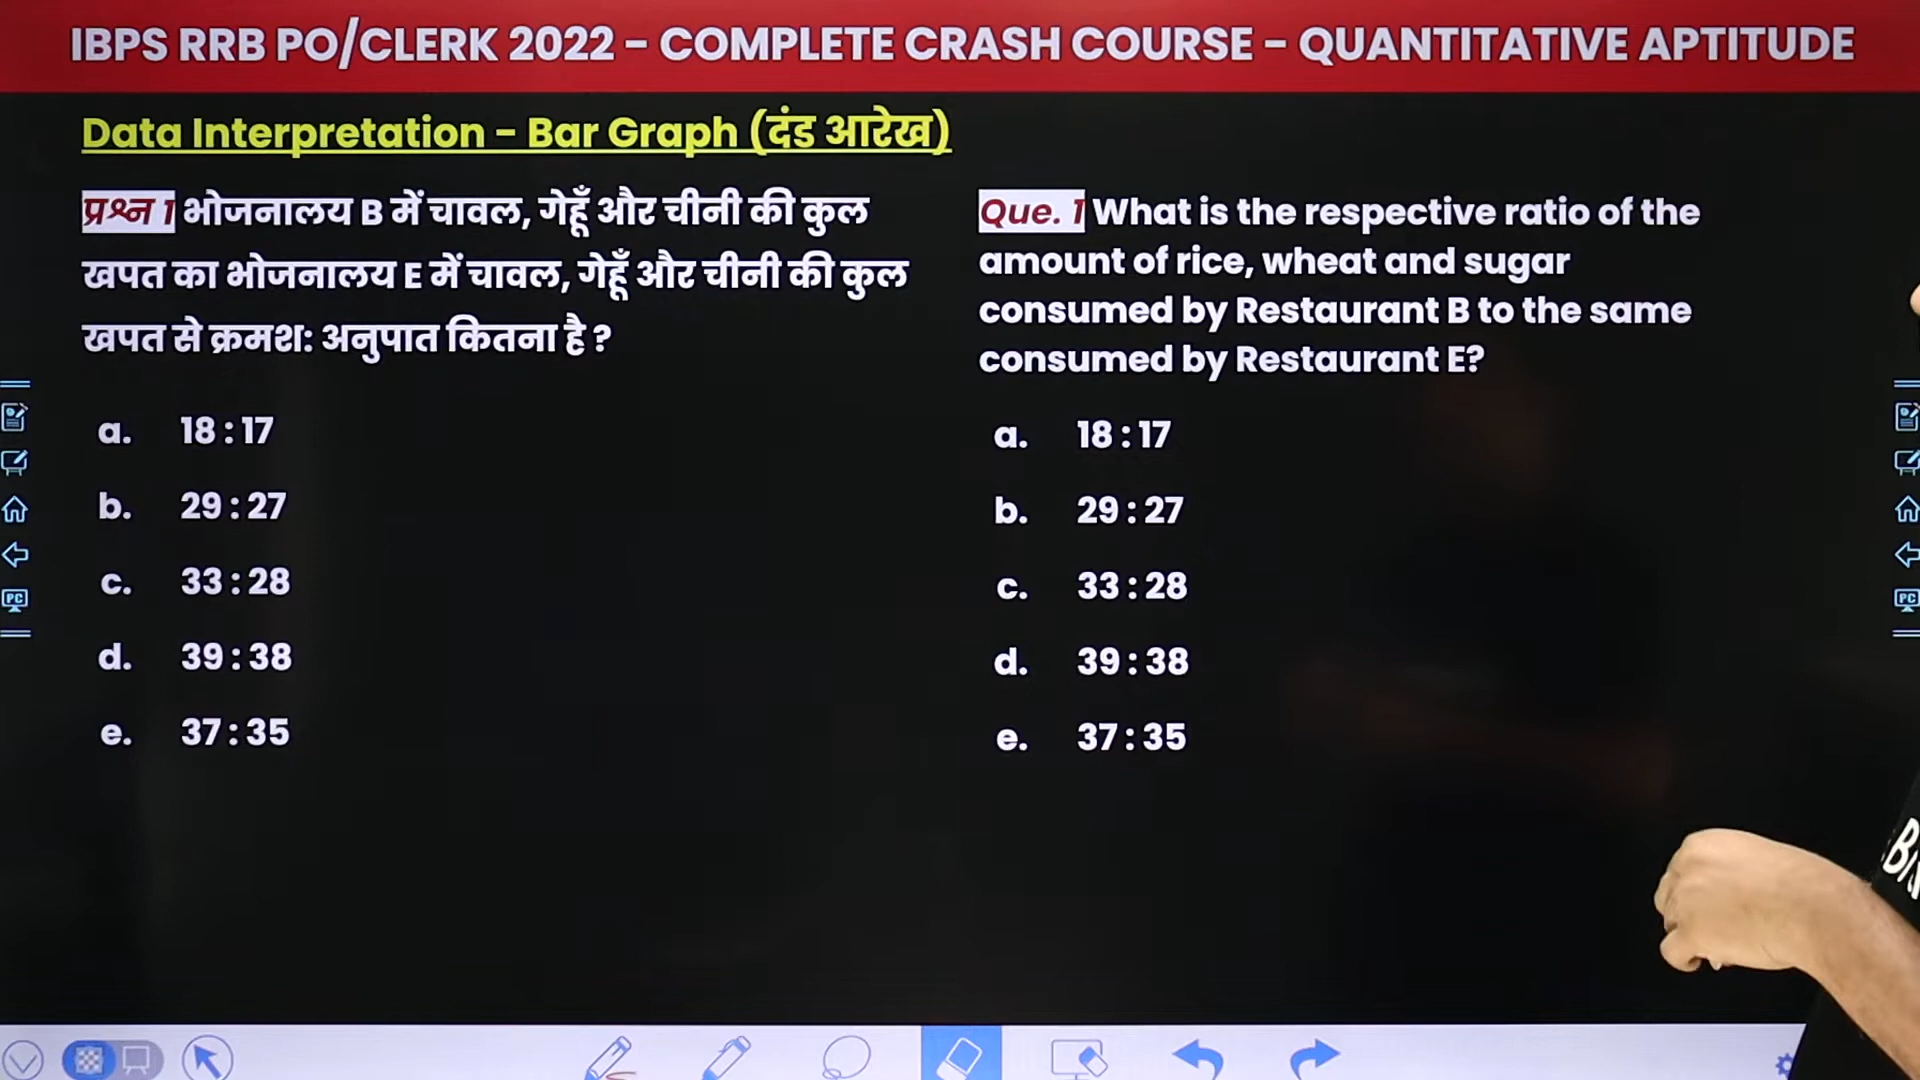 IBPS RRB PO/CLERK 2022 - COMPLETE CRASH COURSE - QUANTITATIVE APTITUDE
Data Interpretation - Bar Graph (दंड आरेख)
प्रश्न 1 भोजनालय B में चावल, गेहूँ और चीनी की कुल
खपत का भोजनालय E में चावल, गेहूँ और चीनी की कुल
खपत से क्रमश: अनुपात कितना है ?
a. 18 : 17
b. 29 : 27
c. 33 : 28
d. 39 : 38
e. 37 : 35
Que. 1 What is the respective ratio of the
amount of rice, wheat and sugar
consumed by Restaurant B to the same
consumed by Restaurant E?
a. 18 : 17
b. 29 : 27
c. 33 : 28
d. 39 : 38
e. 37 : 35
PC
PC